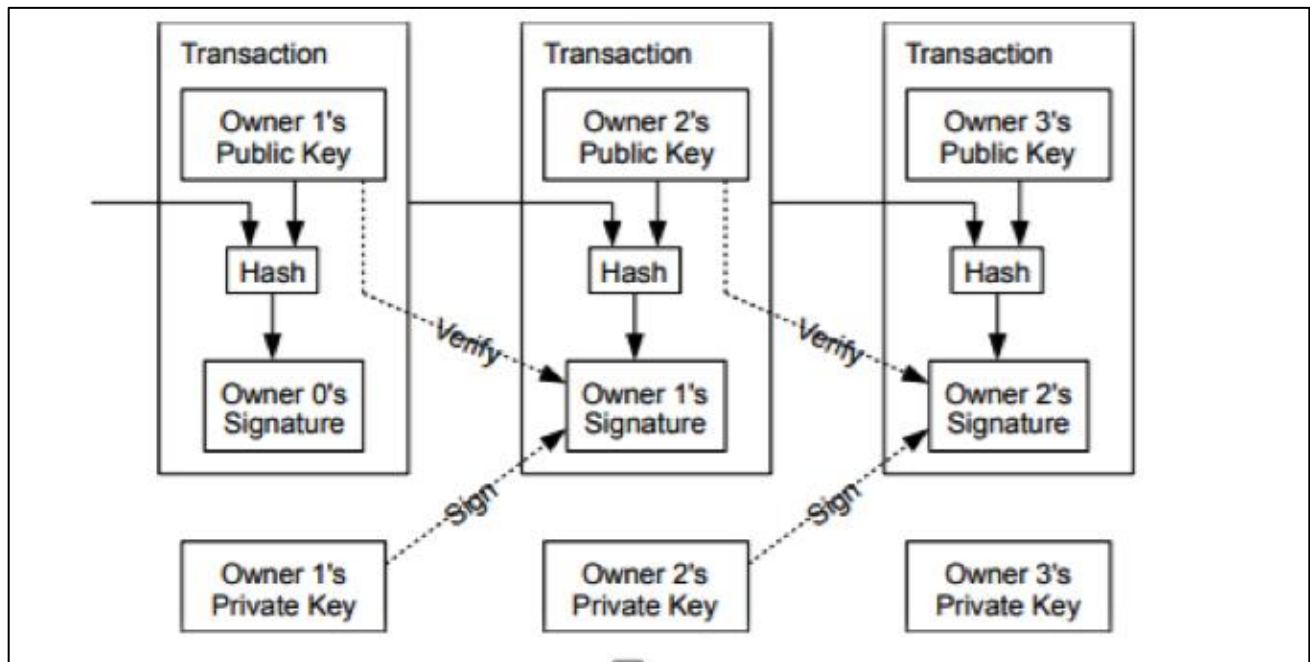 Transaction
Transaction
Transaction
Owner 1's
Public Key
Owner 2's
Public Key
Owner 3's
Public Key
Hash
Hash
Hash
Verify
Verify
Owner 0's
Signature
Owner 1's
Signature
Owner 2's
Signature
Sign
Sign
Owner 1's
Private Key
Owner 2's
Private Key
Owner 3's
Private Key